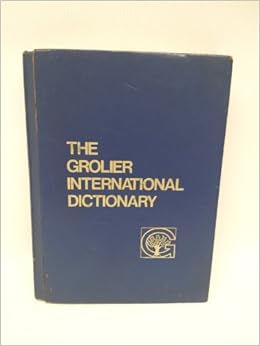 THE
GROLIER
INTERNATIONAL
DICTIONARY
G